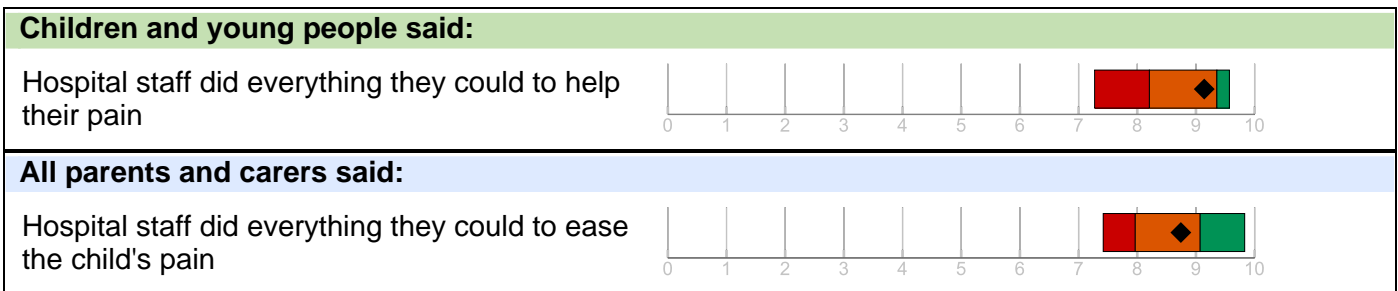 Children and young people said:
Hospital staff did everything they could to help
their pain
0 1 2 3 4 5 6 7 8 9 10
All parents and carers said:
Hospital staff did everything they could to ease
the child's pain
0 1 2 3 4 5 6 7 8 9 10